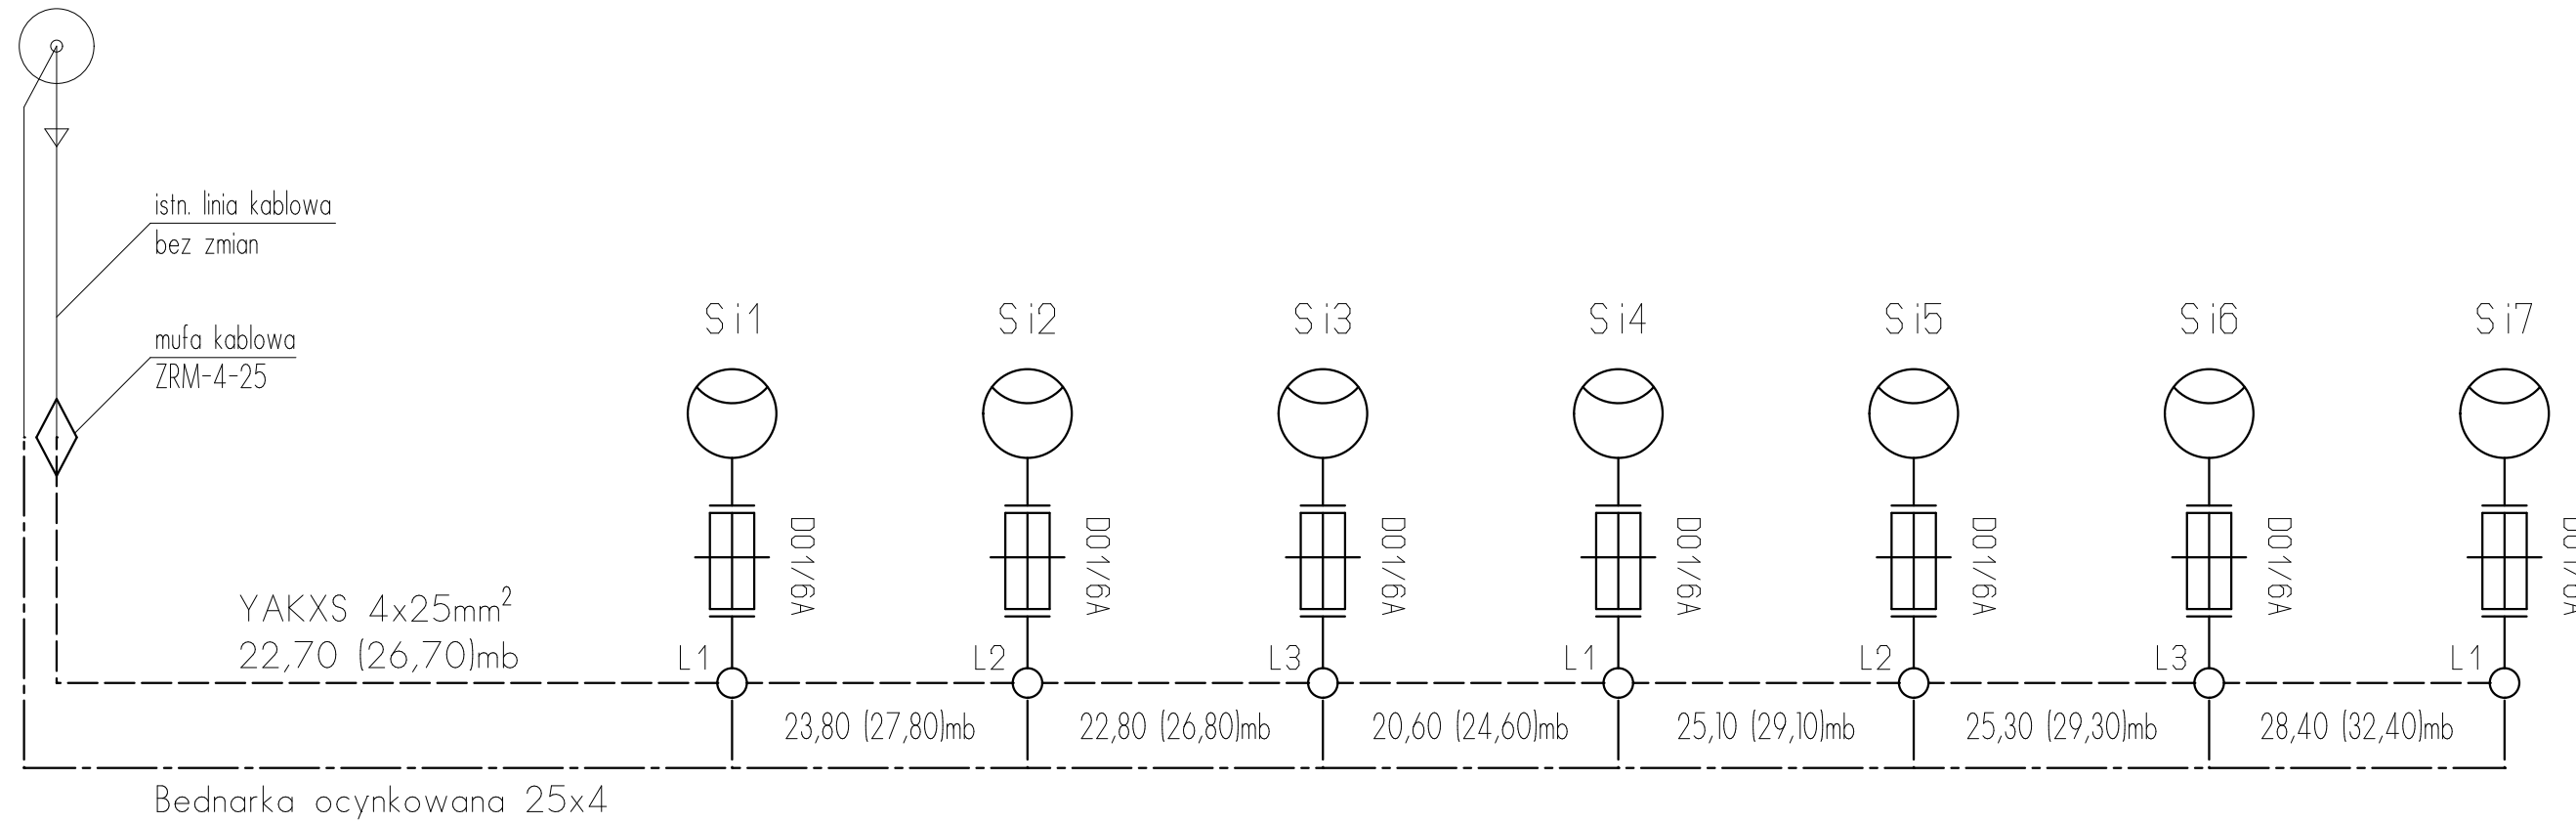 istn. linia kablowa
bez zmian
mufa kablowa
ZRM-4-25
Si1 Si2 Si3 Si4 Si5 Si6 Si7
D01/6A D01/6A D01/6A D01/6A D01/6A D01/6A D01/6A
YAKXS 4x25mm²
22,70 (26,70)mb
L1 L2 L3 L1 L2 L3 L1
23,80 (27,80)mb 22,80 (26,80)mb 20,60 (24,60)mb 25,10 (29,10)mb 25,30 (29,30)mb 28,40 (32,40)mb
Bednarka ocynkowana 25x4